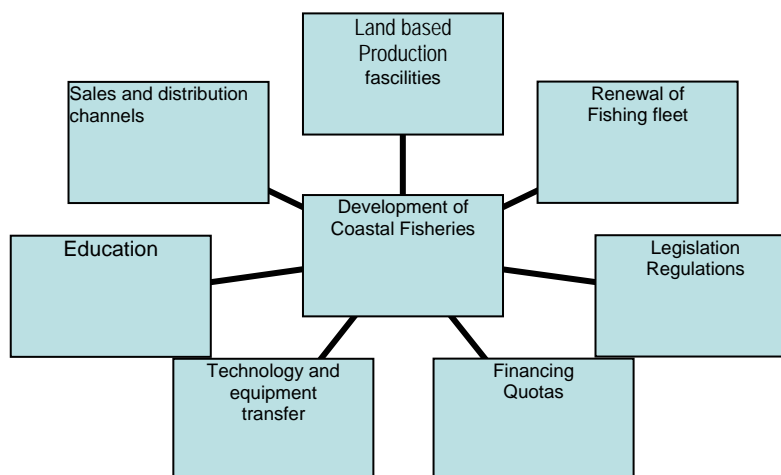 Land based
Production
fascilities
Sales and distribution
channels
Renewal of
Fishing fleet
Development of
Coastal Fisheries
Education
Legislation
Regulations
Technology and
equipment
transfer
Financing
Quotas